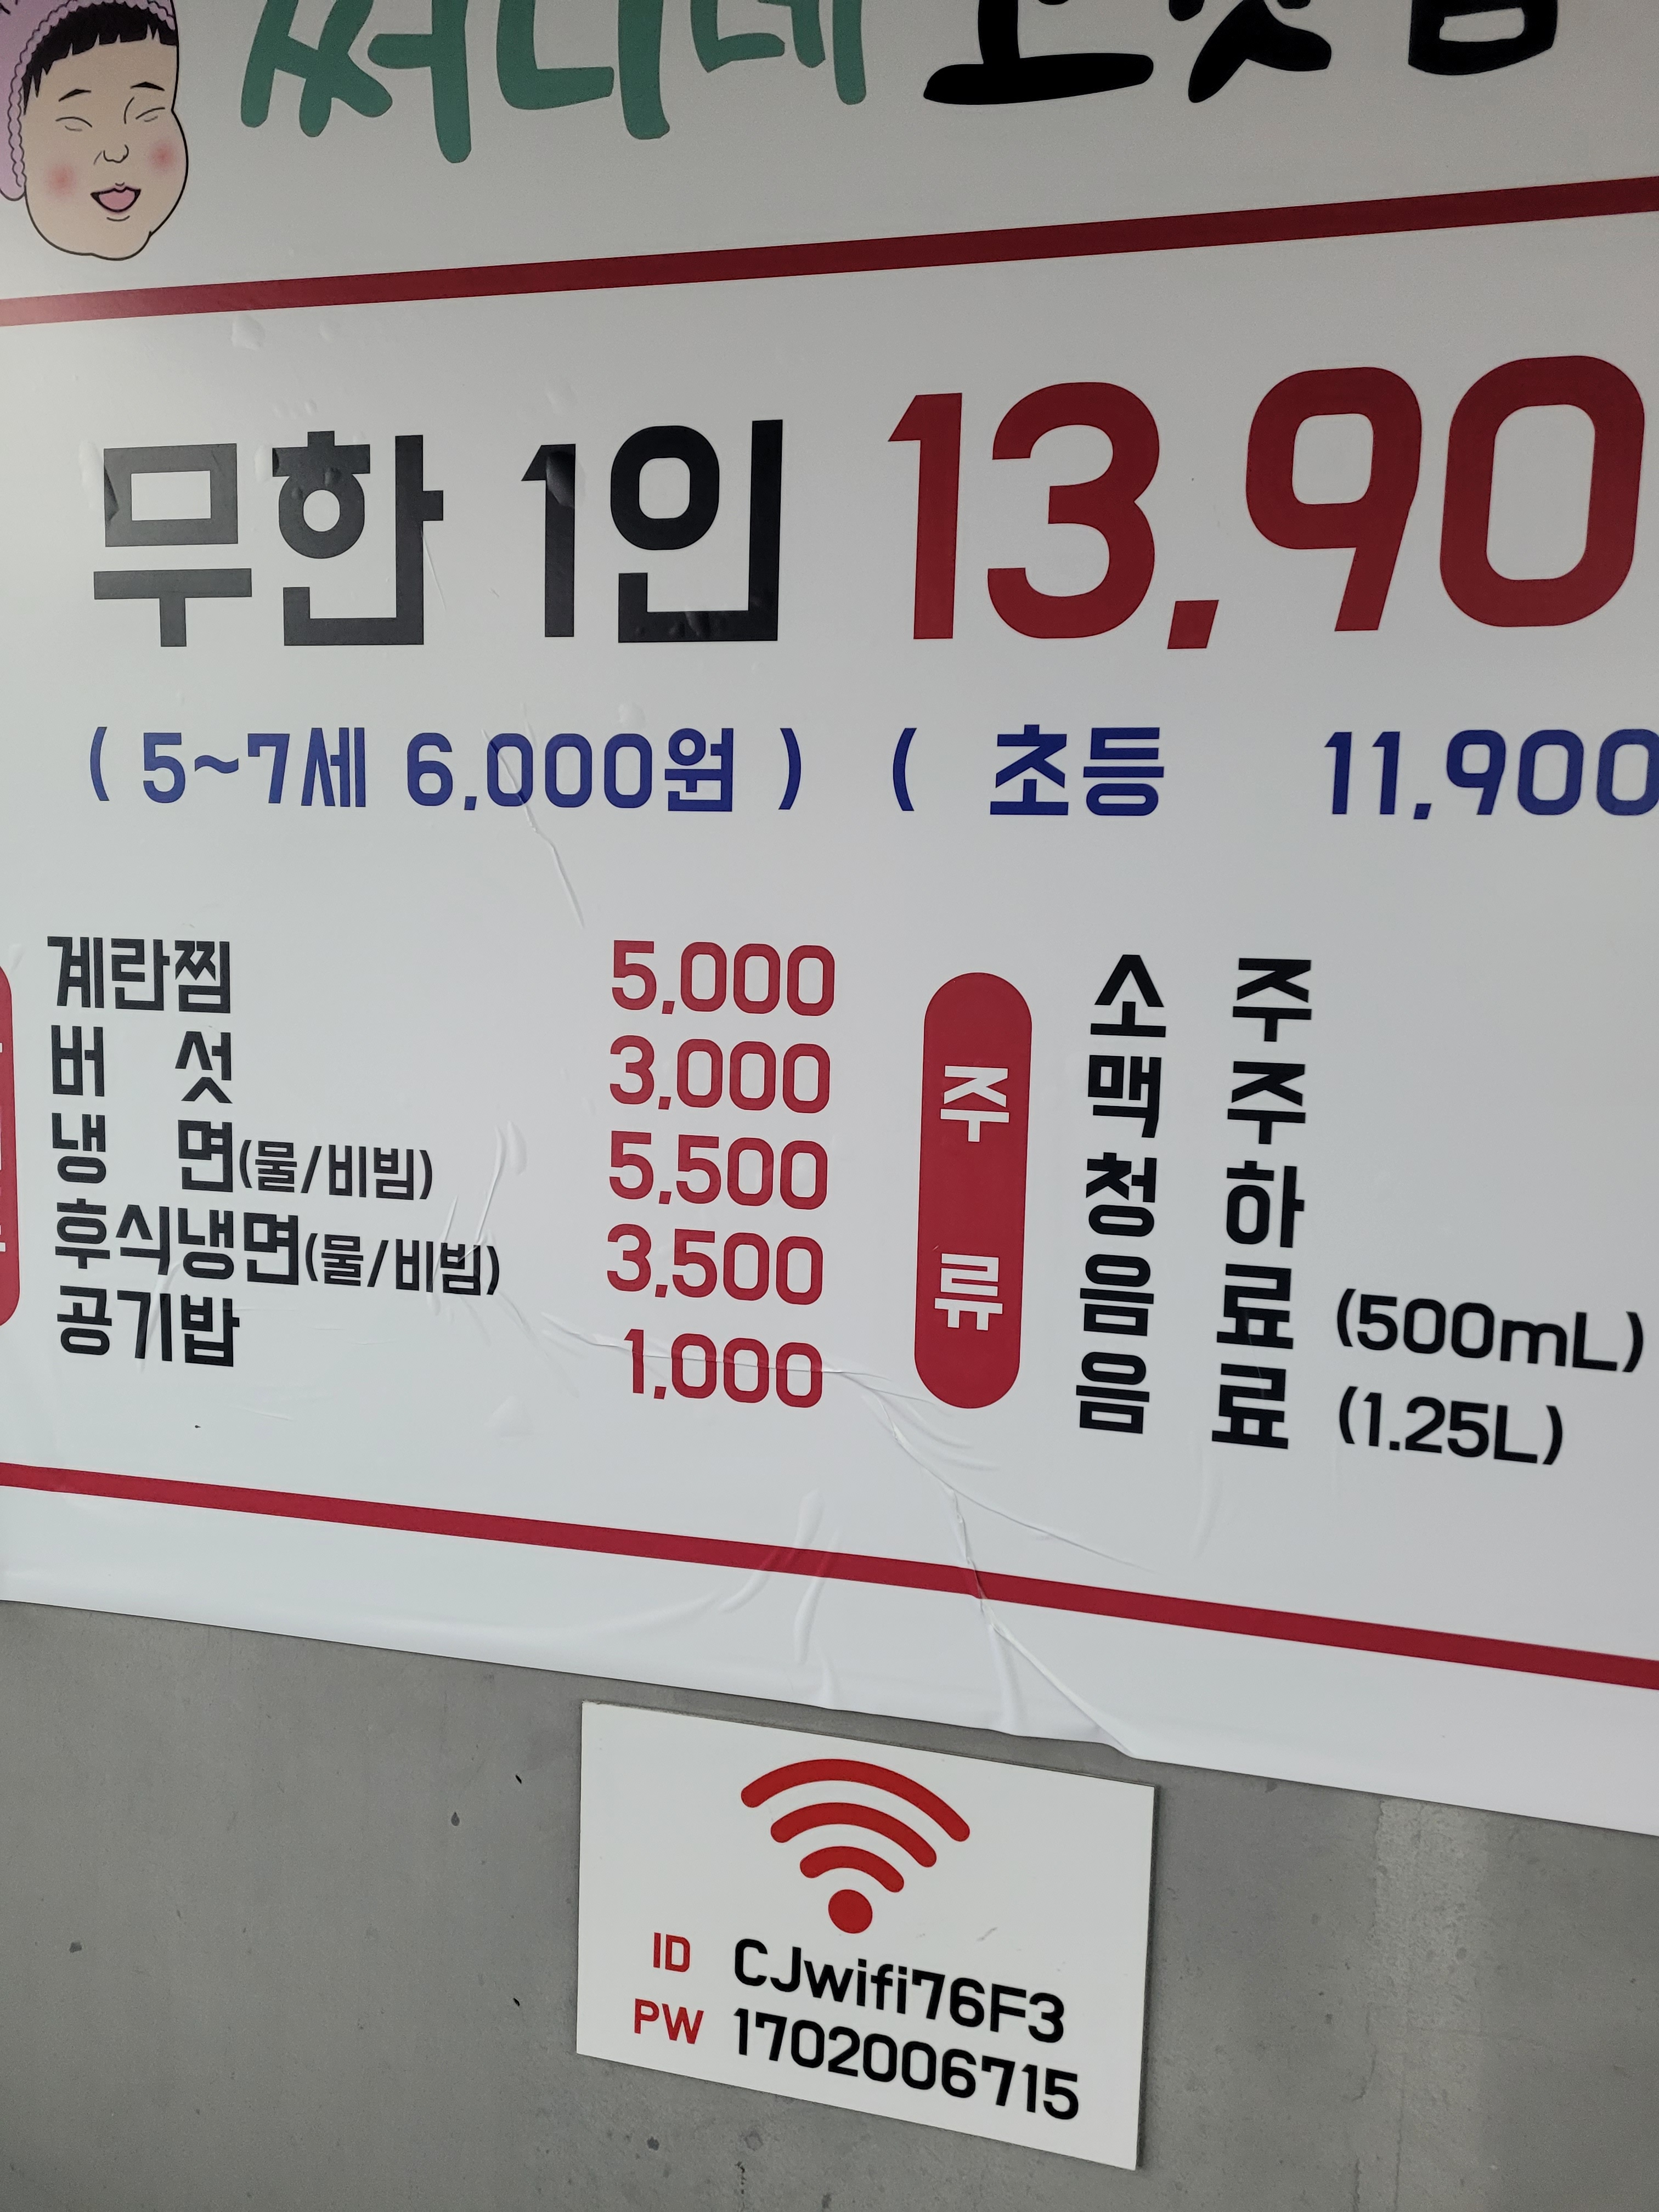 써니네
무한 1인 13,90
( 5~7세 6,000원 ) ( 초등 11,900
계란찜 5,000
버섯 3,000
냉면(물/비빔) 5,500
후식냉면(물/비빔) 3,500
공기밥 1,000
주류
소주
맥주
청하
음료 (500mL)
음료 (1.25L)
ID CJwifi76F3
PW 1702006715